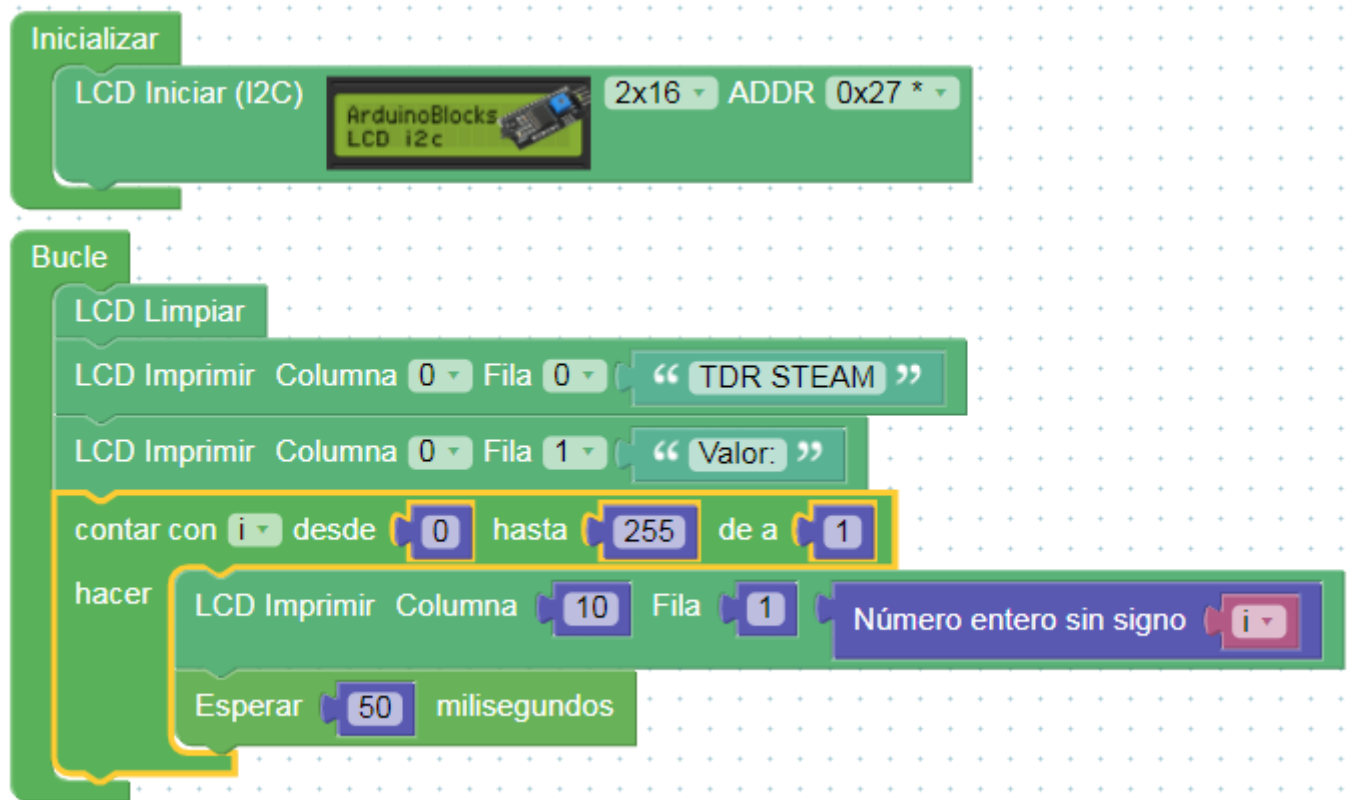 Inicializar
LCD Iniciar (I2C) ArduinoBlocks LCD i2c 2x16 ADDR 0x27 *
Bucle
LCD Limpiar
LCD Imprimir Columna 0 Fila 0 “ TDR STEAM ”
LCD Imprimir Columna 0 Fila 1 “ Valor: ”
contar con i desde 0 hasta 255 de a 1
hacer
LCD Imprimir Columna 10 Fila 1 Número entero sin signo i
Esperar 50 milisegundos